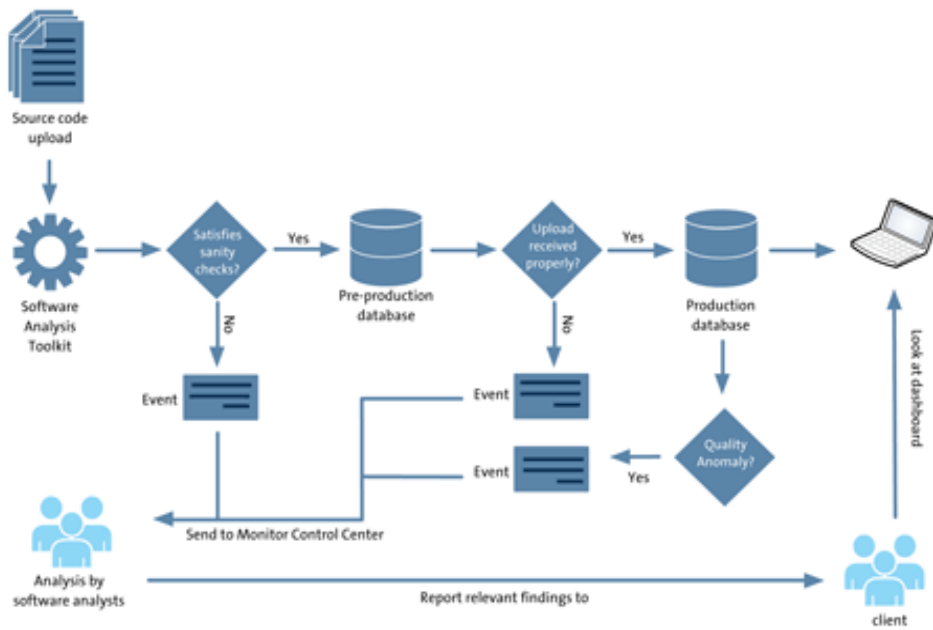 Source code
upload
Satisfies
sanity
checks?
Yes
Upload
received
properly?
Yes
Pre-production
database
Production
database
Software
Analysis
Toolkit
No
No
Look at dashboard
Event
Event
Quality
Anomaly?
Event
Yes
Send to Monitor Control Center
Analysis by
software analysts
Report relevant findings to
client